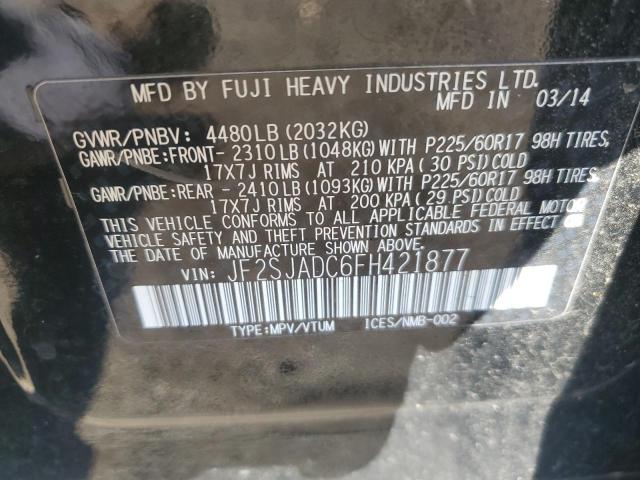 MFD BY FUJI HEAVY INDUSTRIES LTD.
MFD IN 03/14
GVWR/PNBV: 4480LB(2032KG)
GAWR/PNBE:FRONT- 2310LB(1048KG)WITH P225/60R17 98H TIRES,
17X7J RIMS AT 210 KPA (30 PSI)COLD
GAWR/PNBE:REAR - 2410LB(1093KG)WITH P225/60R17 98H TIRES,
17X7J RIMS AT 200 KPA (29 PSI)COLD
THIS VEHICLE CONFORMS TO ALL APPLICABLE FEDERAL MOTOR
VEHICLE SAFETY AND THEFT PREVENTION STANDARDS IN EFFECT ON
THE DATE OF MANUFACTURE SHOWN ABOVE.
VIN: JF2SJADC6FH421877
TYPE:MPV/VTUM ICES/NMB-002